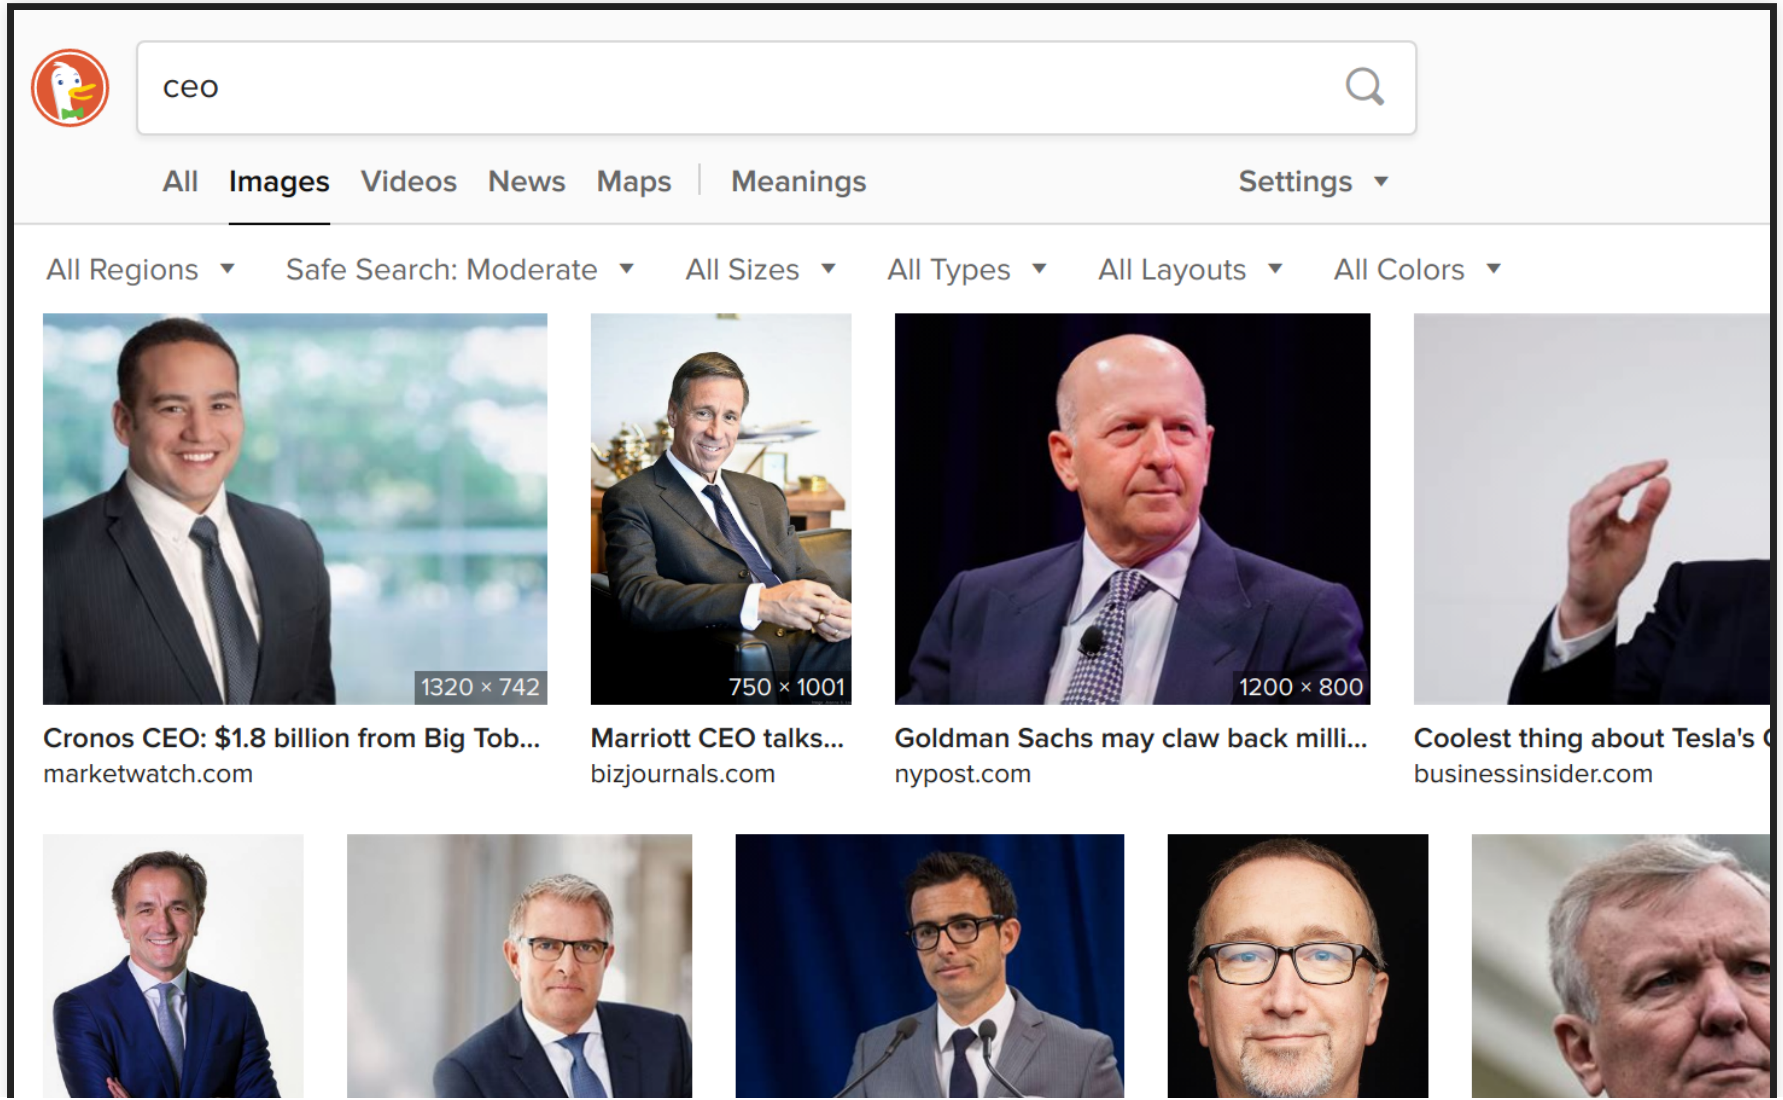 ceo
All Images Videos News Maps Meanings Settings
All Regions Safe Search: Moderate All Sizes All Types All Layouts All Colors
1320 × 742
750 × 1001
1200 × 800
Cronos CEO: $1.8 billion from Big Tob...
marketwatch.com
Marriott CEO talks...
bizjournals.com
Goldman Sachs may claw back milli...
nypost.com
Coolest thing about Tesla's
businessinsider.com